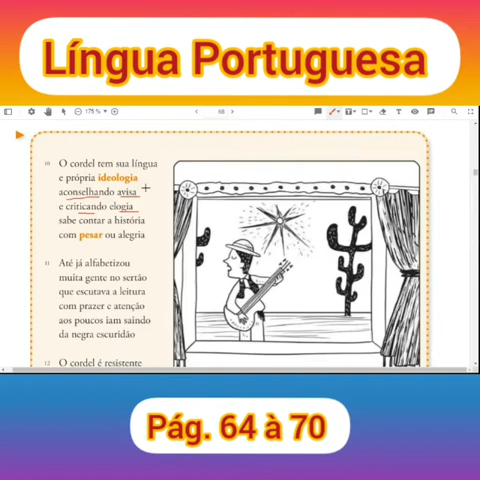 Língua Portuguesa
175 %
68
10 O cordel tem sua língua
e própria ideologia
aconselhando avisa
e criticando elogia
sabe contar a história
com pesar ou alegria
11 Até já alfabetizou
muita gente no sertão
que escutava a leitura
com prazer e atenção
aos poucos iam saindo
da negra escuridão
12 O cordel é resistente
Pág. 64 à 70